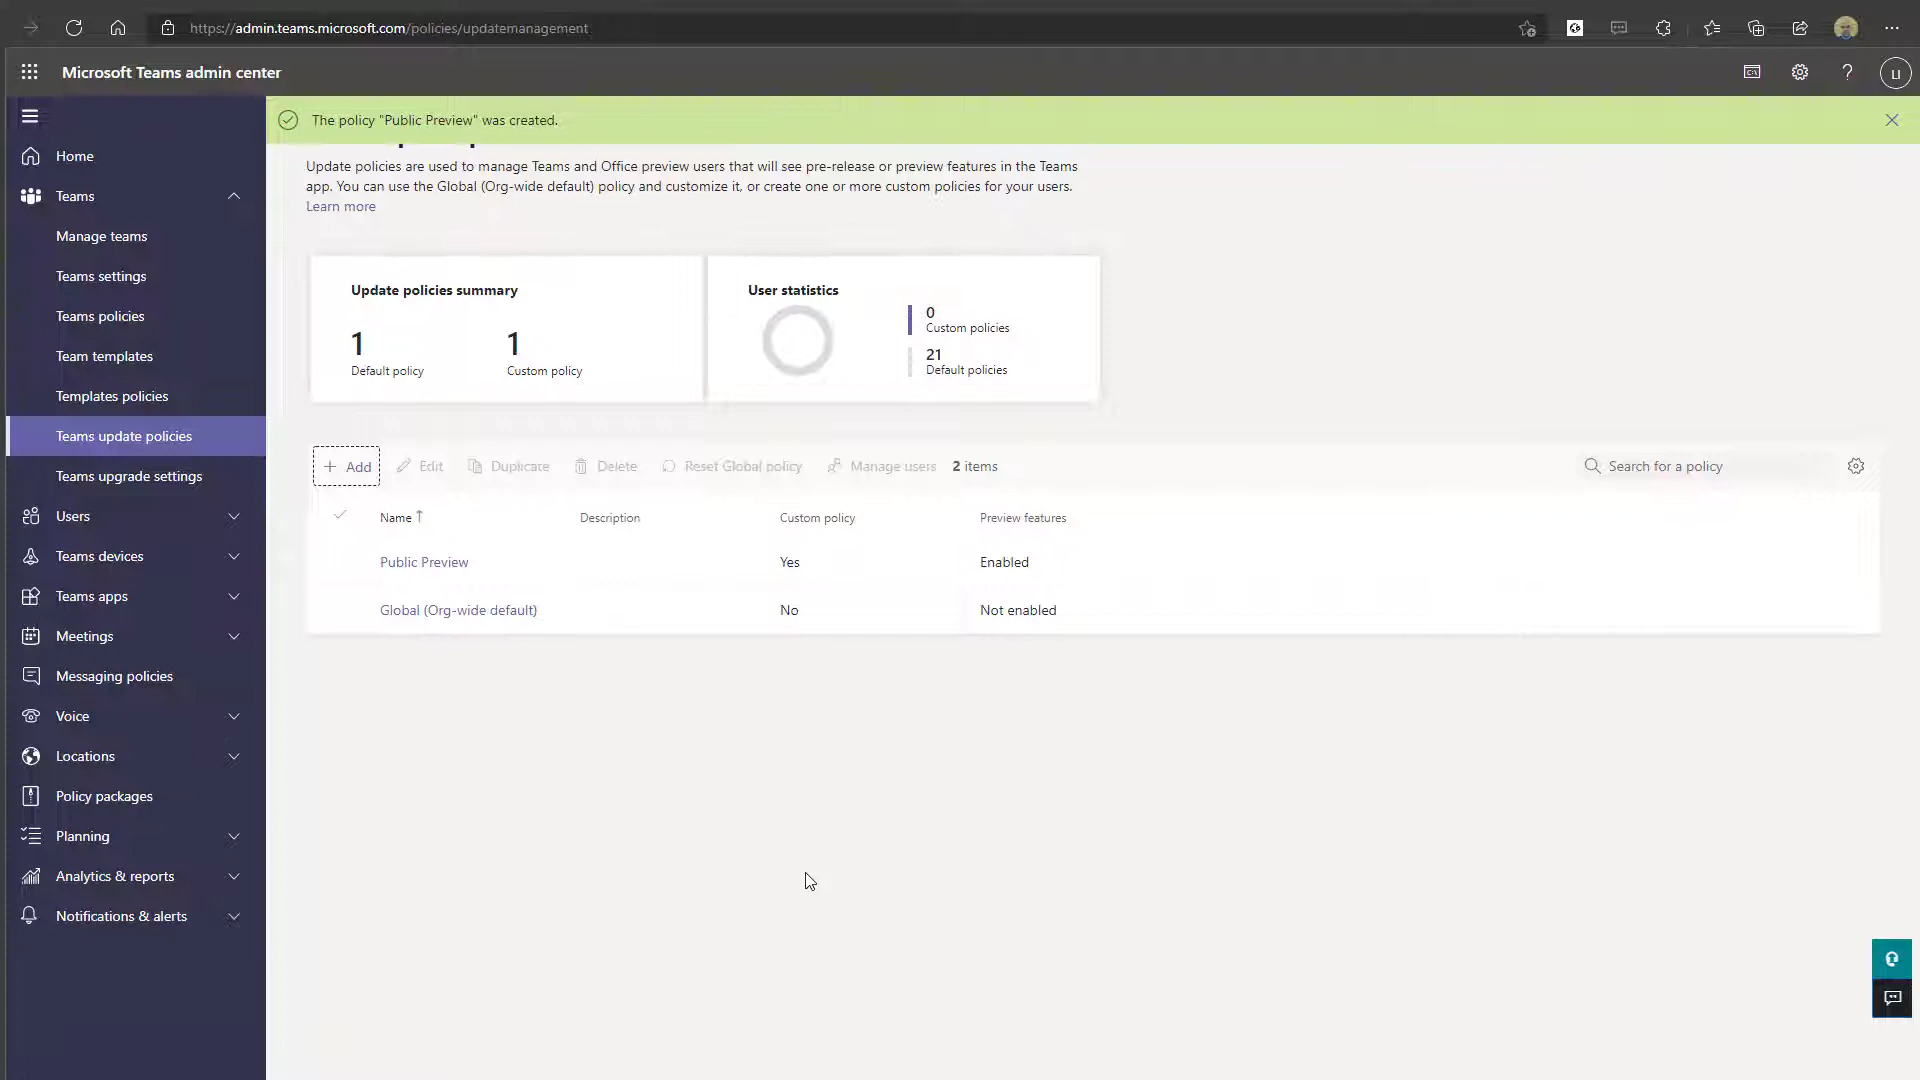 https://admin.teams.microsoft.com/policies/updatemanagement
Microsoft Teams admin center
U
The policy "Public Preview" was created.
Home
Teams
Manage teams
Teams settings
Teams policies
Team templates
Templates policies
Teams update policies
Teams upgrade settings
Users
Teams devices
Teams apps
Meetings
Messaging policies
Voice
Locations
Policy packages
Planning
Analytics & reports
Notifications & alerts
Update policies are used to manage Teams and Office preview users that will see pre-release or preview features in the Teams
app. You can use the Global (Org-wide default) policy and customize it, or create one or more custom policies for your users.
Learn more
Update policies summary
1
Default policy
1
Custom policy
User statistics
0
Custom policies
21
Default policies
Add Edit Duplicate Delete Reset Global policy Manage users 2 items Search for a policy
Name Description Custom policy Preview features
Public Preview Yes Enabled
Global (Org-wide default) No Not enabled